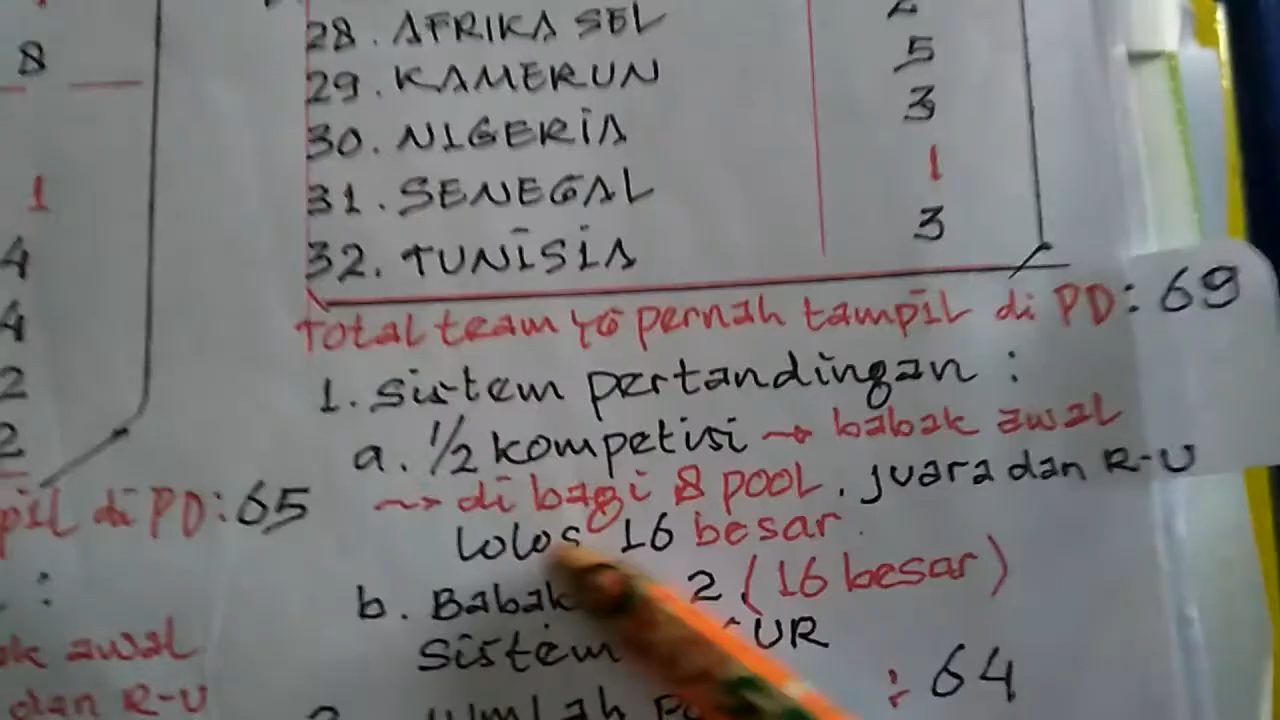 8
1
4
4
2
2
pil di PD: 65
:
ak awal
dan R-U
28. AFRIKA SEL
29. KAMERUN 5
30. NIGERIA 3
31. SENEGAL 1
32. TUNISIA 3
Total team yg pernah tampil di PD: 69
1. Sistem pertandingan :
a. 1/2 kompetisi → babak awal
→ di bagi 8 POOL. Juara dan R-U
Lolos 16 besar.
b. Babak 2 (16 besar)
Sistem UR
: 64